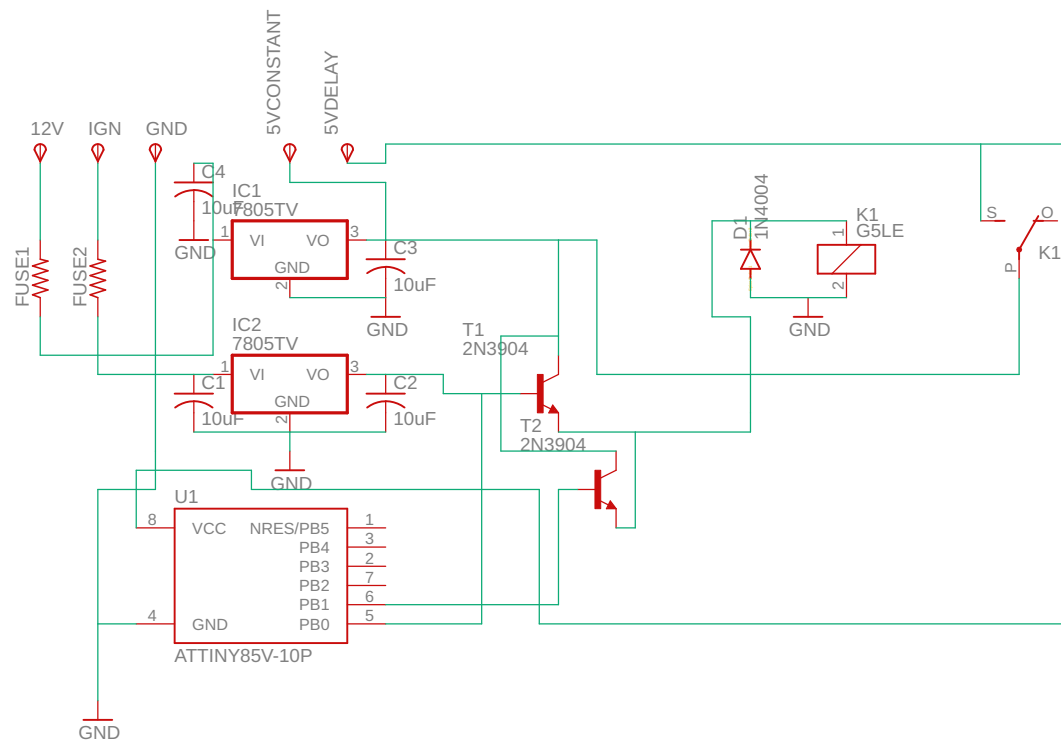 5VCONSTANT
5VDELAY
12V
IGN
GND
C4
10uF
GND
IC1
7805TV
1
VI
VO
3
GND
2
C3
10uF
GND
FUSE1
FUSE2
D1
1N4004
K1
G5LE
1
2
GND
S
O
P
K1
IC2
7805TV
1
VI
VO
3
GND
2
C1
10uF
C2
10uF
GND
T1
2N3904
T2
2N3904
U1
8
VCC
NRES/PB5
1
PB4
3
PB3
2
PB2
7
PB1
6
4
GND
PB0
5
ATTINY85V-10P
GND